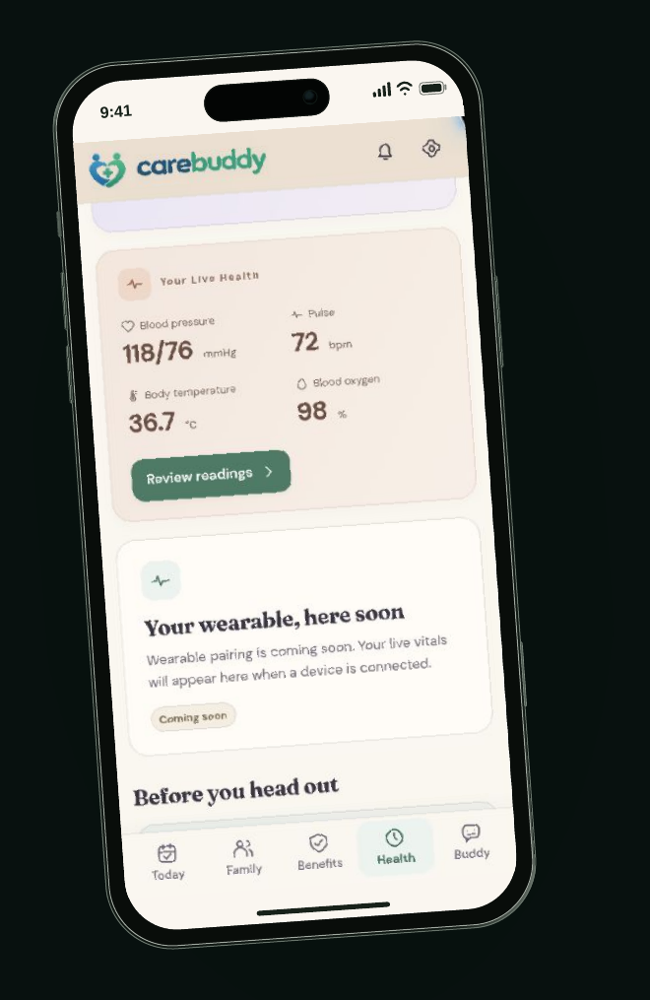 9:41
carebuddy
Your Live Health
Blood pressure
118/76 mmHg
Pulse
72 bpm
Body temperature
36.7 °C
Blood oxygen
98 %
Review readings
Your wearable, here soon
Wearable pairing is coming soon. Your live vitals
will appear here when a device is connected.
Coming soon
Before you head out
Today
Family
Benefits
Health
Buddy